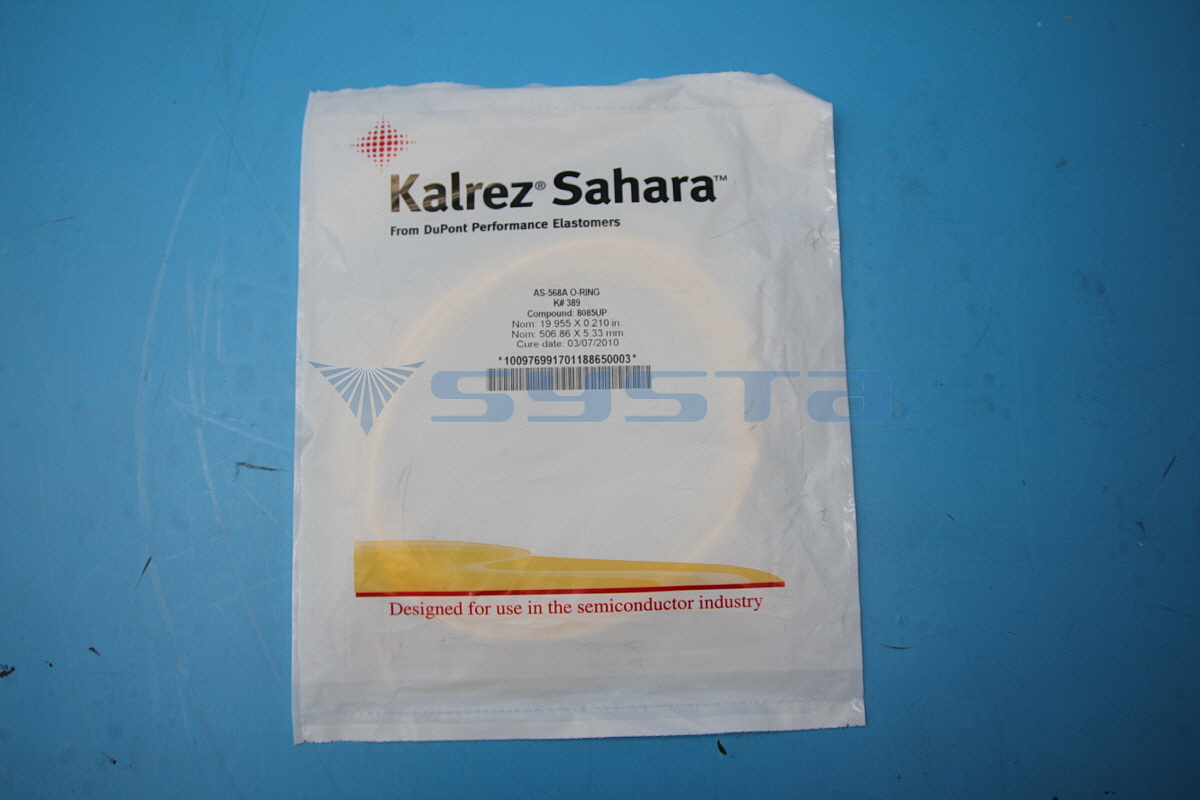 Kalrez® Sahara™
From DuPont Performance Elastomers
AS-568A O-RING
K# 389
Compound: 8085UP
Nom: 19.955 X 0.210 in.
Nom: 506.86 X 5.33 mm
Cure date: 03/07/2010
*100976991701188650003*
systa
Designed for use in the semiconductor industry